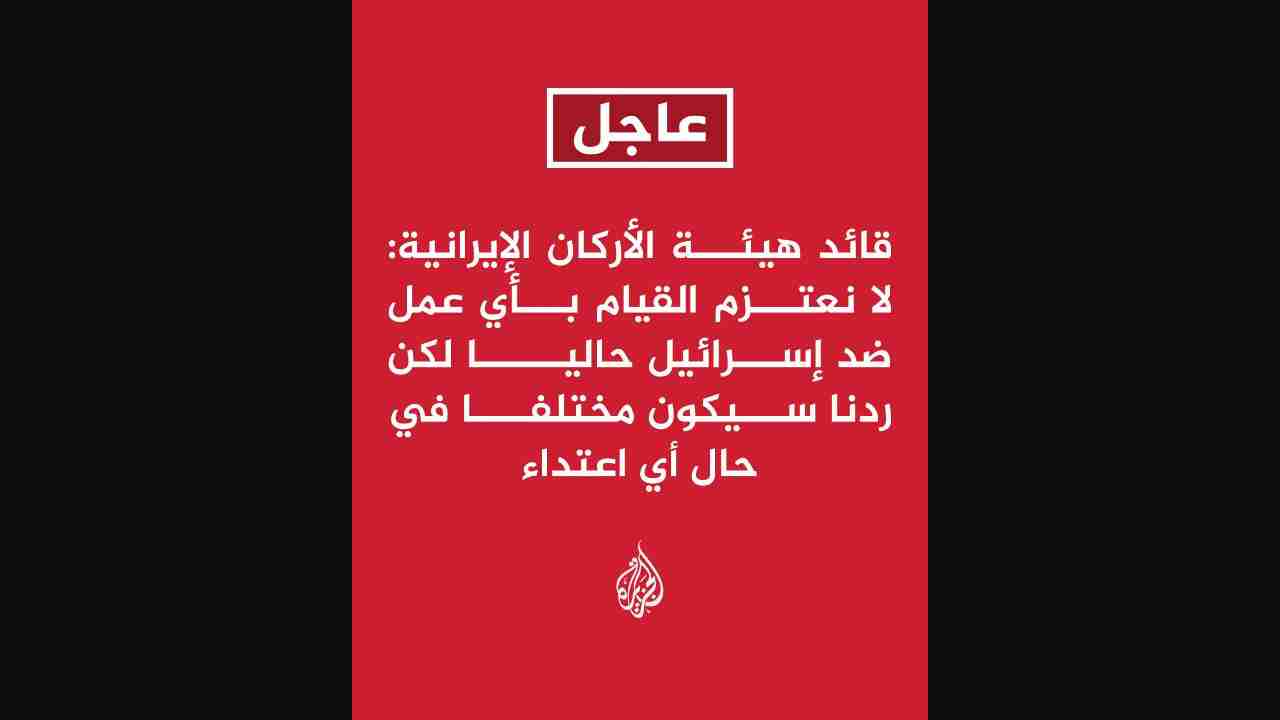 عاجل
قائد هيئة الأركان الإيرانية:
لا نعتزم القيام بأي عمل
ضد إسرائيل حاليا لكن
ردنا سيكون مختلفا في
حال أي اعتداء
الجزيرة